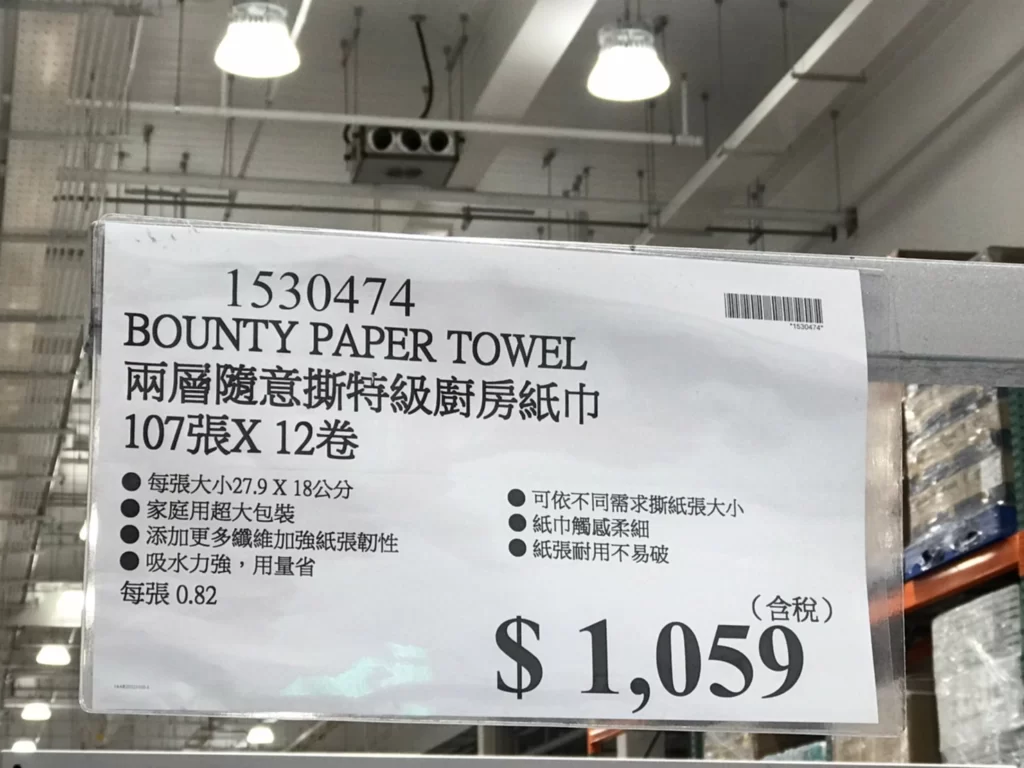 1530474
*1530474*
BOUNTY PAPER TOWEL
兩層隨意撕特級廚房紙巾
107張X 12卷
●每張大小27.9 X 18公分
●家庭用超大包裝
●添加更多纖維加強紙張韌性
●吸水力強，用量省
每張 0.82
●可依不同需求撕紙張大小
●紙巾觸感柔細
●紙張耐用不易破
（含稅）
$ 1,059